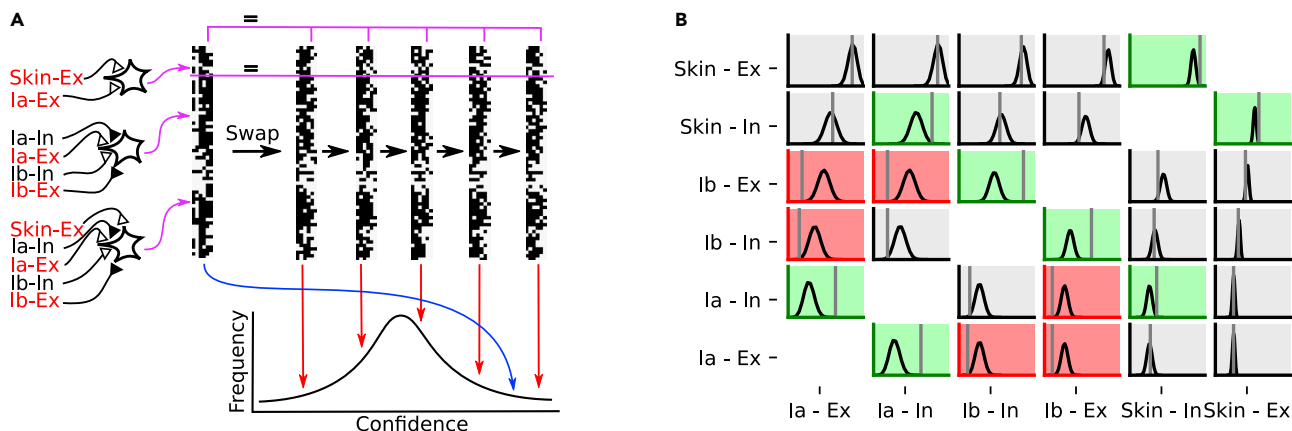 A
=
=
Skin-Ex
Ia-Ex
Ia-In
Ia-Ex
Ib-In
Ib-Ex
Skin-Ex
Ia-In
Ia-Ex
Ib-In
Ib-Ex
Swap
Frequency
Confidence
B
Skin - Ex
Skin - In
Ib - Ex
Ib - In
Ia - In
Ia - Ex
Ia - Ex Ia - In Ib - In Ib - Ex Skin - In Skin - Ex